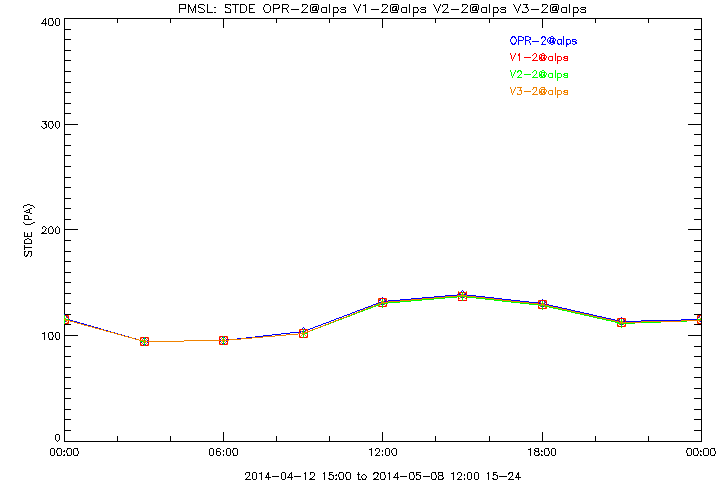 PMSL: STDE OPR-2@alps V1-2@alps V2-2@alps V3-2@alps
400
OPR-2@alps
V1-2@alps
V2-2@alps
V3-2@alps
300
STDE (PA)
200
100
0
00:00 06:00 12:00 18:00 00:00
2014-04-12 15:00 to 2014-05-08 12:00 15-24